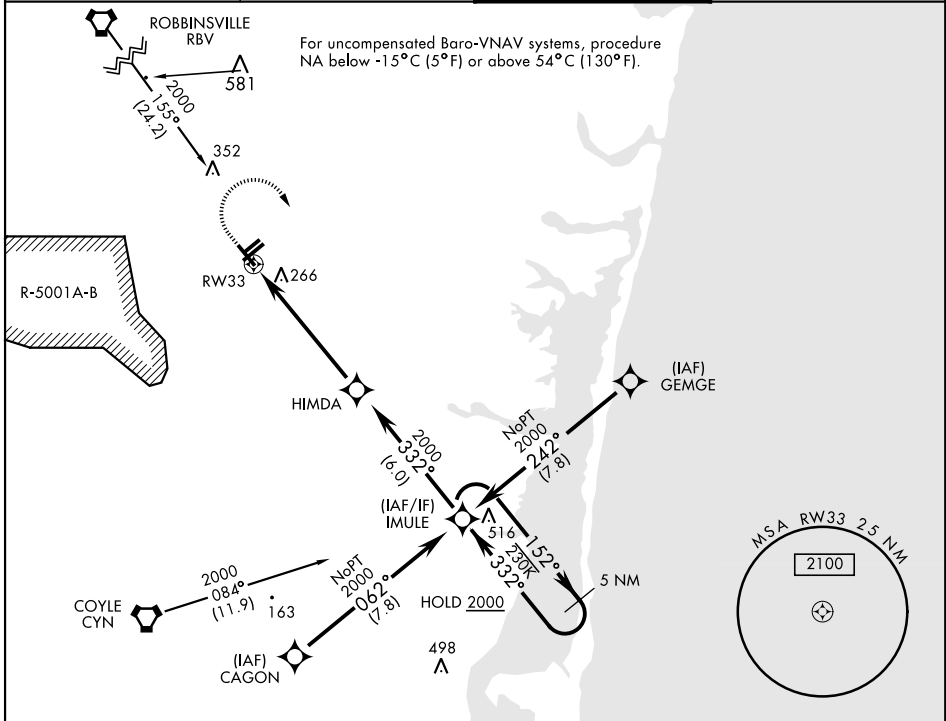 ROBBINSVILLE
RBV
For uncompensated Baro-VNAV systems, procedure
NA below -15°C (5°F) or above 54°C (130°F).
581
2000
155°
(24.2)
352
RW33
266
R-5001A-B
HIMDA
(IAF)
GEMGE
NoPT
2000
242°
(7.8)
2000
332°
(6.0)
(IAF/IF)
IMULE
516
230K
152°
332°
5 NM
HOLD 2000
MSA RW33 25 NM
2100
COYLE
CYN
2000
084°
(11.9)
163
NoPT
2000
062°
(7.8)
(IAF)
CAGON
498